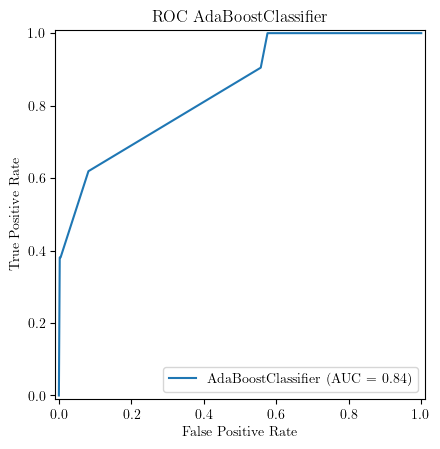 ROC AdaBoostClassifier
True Positive Rate
1.0
0.8
0.6
0.4
0.2
0.0
AdaBoostClassifier (AUC = 0.84)
0.0 0.2 0.4 0.6 0.8 1.0
False Positive Rate